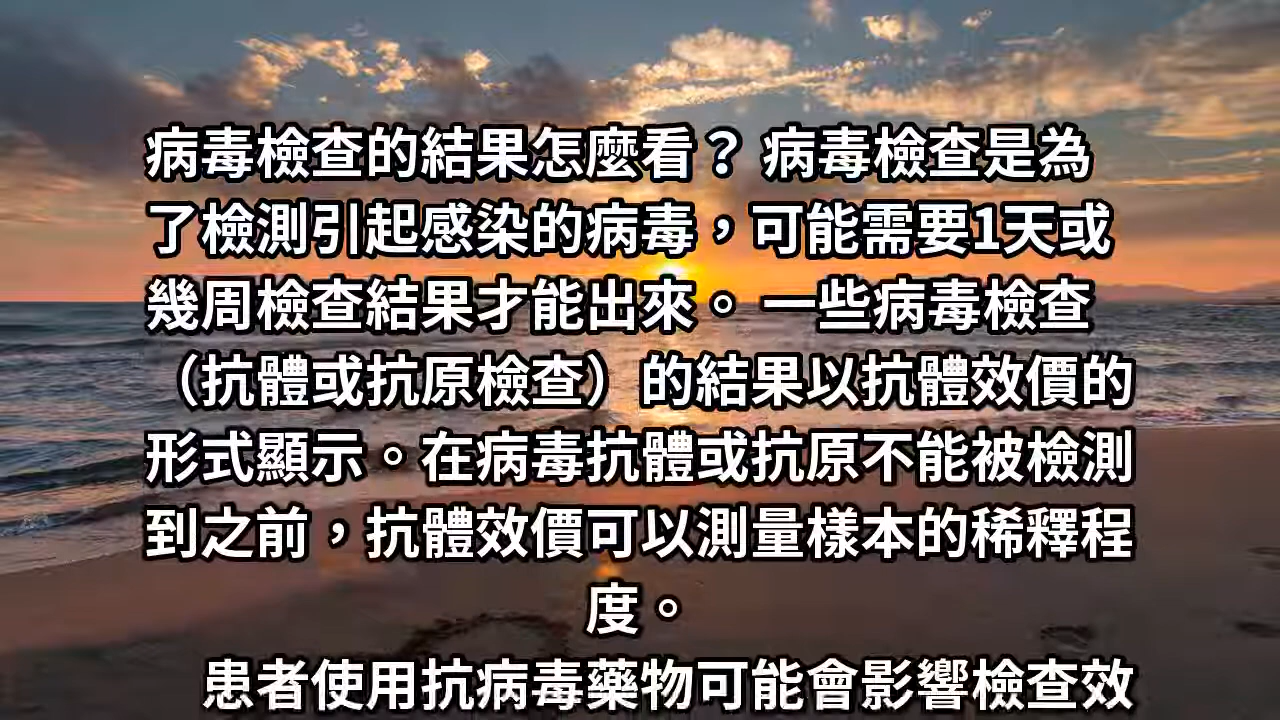 病毒檢查的結果怎麼看？ 病毒檢查是為
了檢測引起感染的病毒，可能需要1天或
幾周檢查結果才能出來。 一些病毒檢查
（抗體或抗原檢查）的結果以抗體效價的
形式顯示。在病毒抗體或抗原不能被檢測
到之前，抗體效價可以測量樣本的稀釋程
度。
患者使用抗病毒藥物可能會影響檢查效